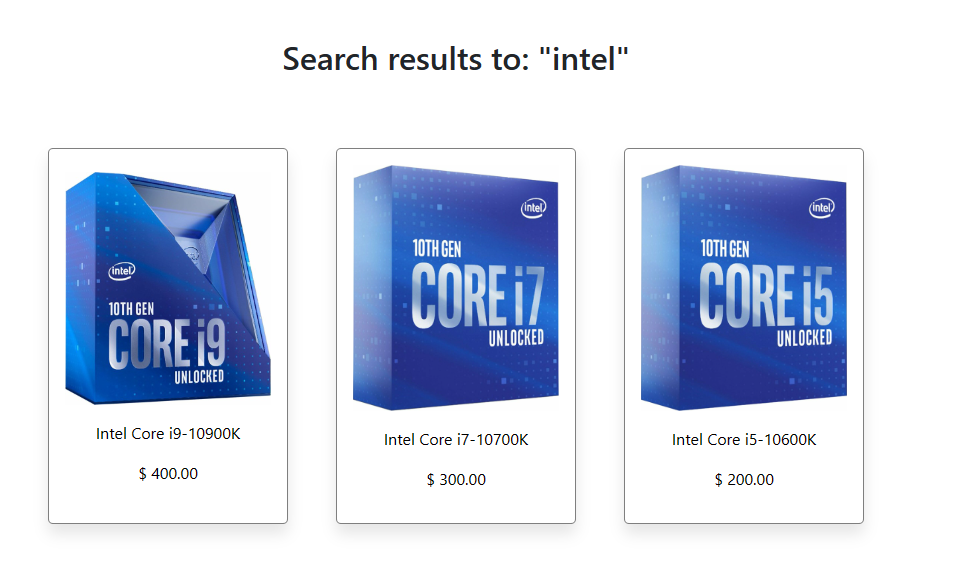 Search results to: "intel"
intel
10TH GEN
CORE i9
UNLOCKED
Intel Core i9-10900K
$ 400.00
intel
10TH GEN
CORE i7
UNLOCKED
Intel Core i7-10700K
$ 300.00
intel
10TH GEN
CORE i5
UNLOCKED
Intel Core i5-10600K
$ 200.00